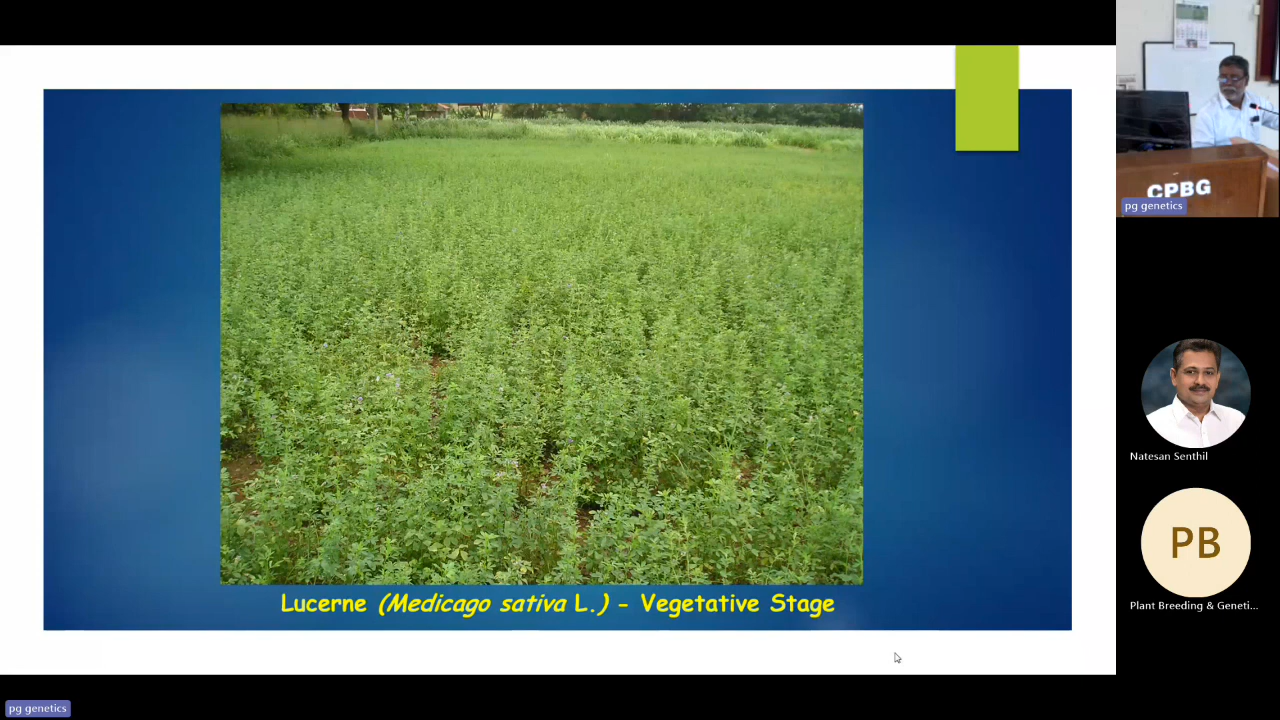 CPBG
pg genetics
Lucerne (Medicago sativa L.) - Vegetative Stage
Natesan Senthil
PB
Plant Breeding & Geneti...
pg genetics